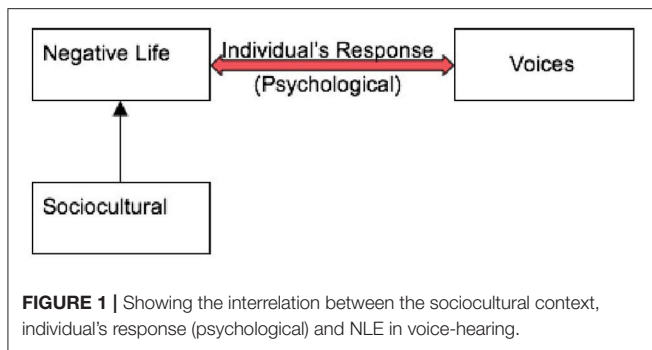 Negative Life
Individual's Response
(Psychological)
Voices
Sociocultural
FIGURE 1 | Showing the interrelation between the sociocultural context,
individual's response (psychological) and NLE in voice-hearing.